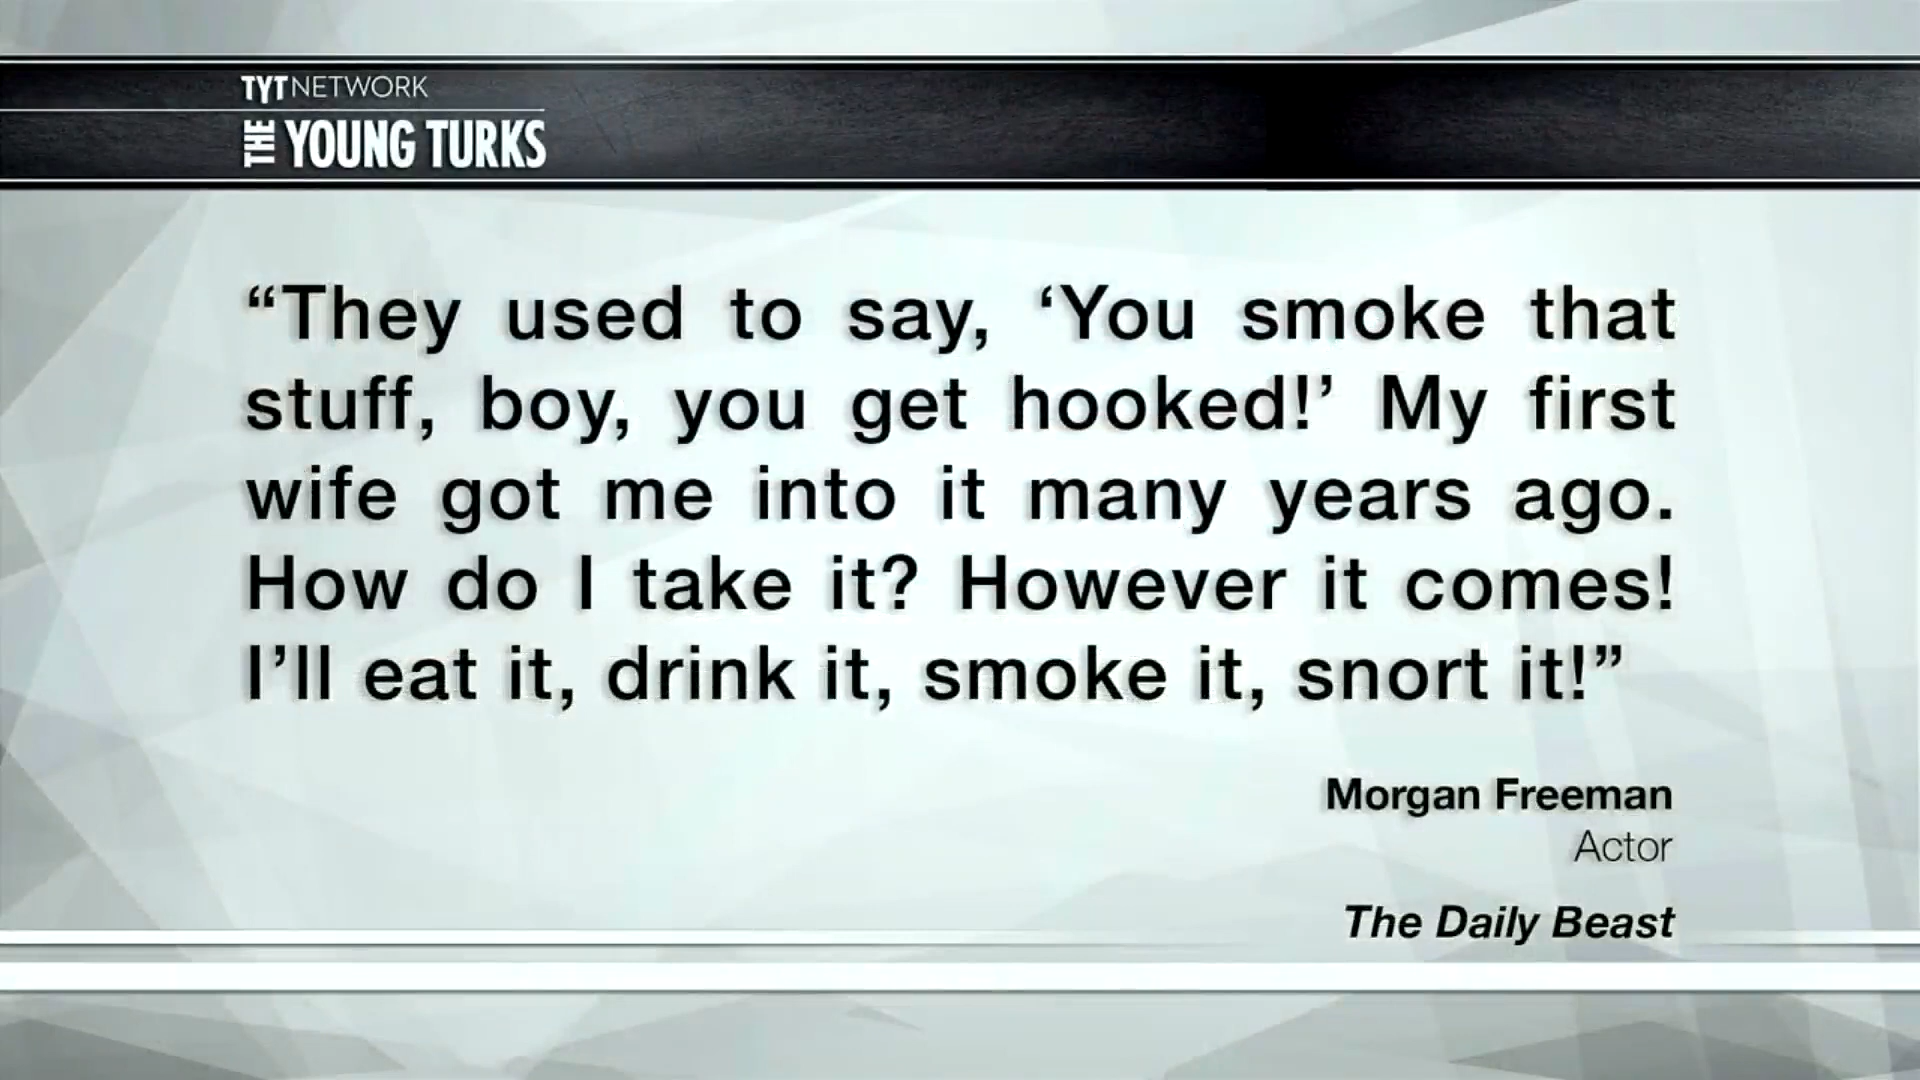 TYT NETWORK
THE YOUNG TURKS
“They used to say, ‘You smoke that
stuff, boy, you get hooked!’ My first
wife got me into it many years ago.
How do I take it? However it comes!
I’ll eat it, drink it, smoke it, snort it!”
Morgan Freeman
Actor
The Daily Beast